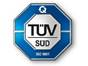 Q
TÜV
SÜD
ISO 9001